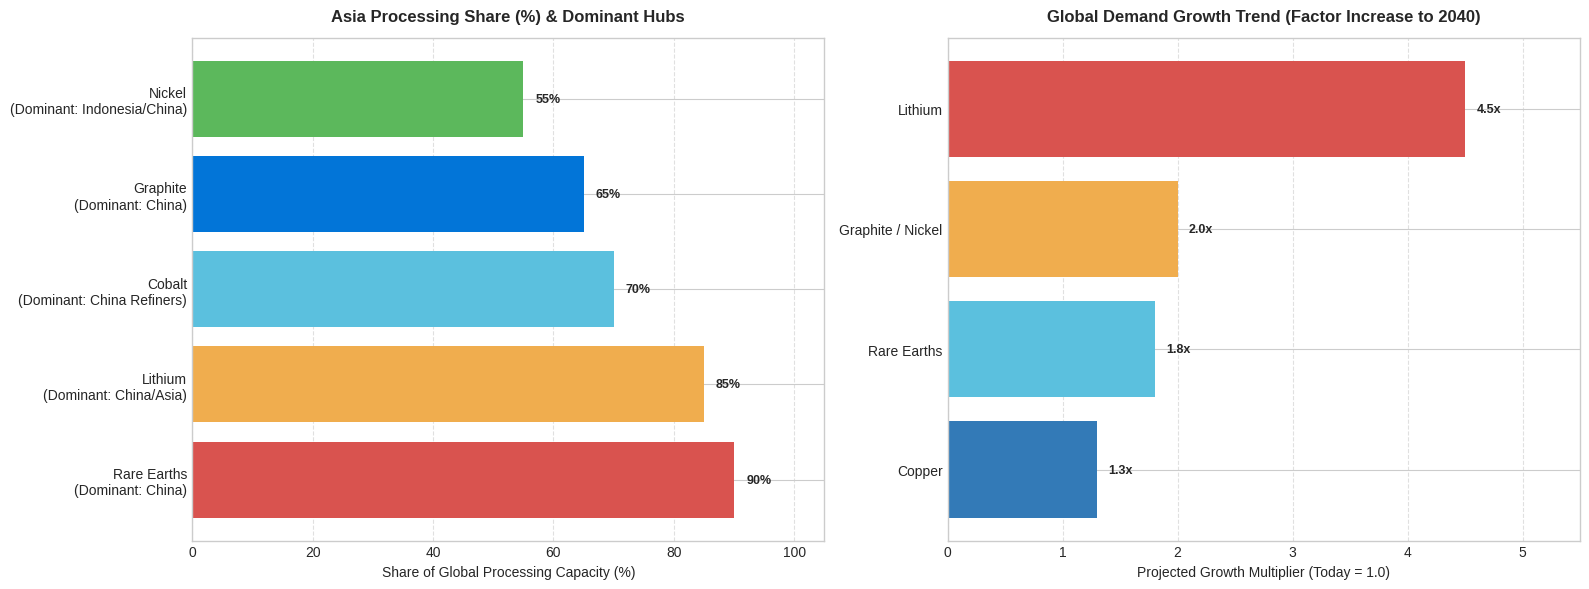 Asia Processing Share (%) & Dominant Hubs
Nickel
(Dominant: Indonesia/China)
55%
Graphite
(Dominant: China)
65%
Cobalt
(Dominant: China Refiners)
70%
Lithium
(Dominant: China/Asia)
85%
Rare Earths
(Dominant: China)
90%
0 20 40 60 80 100
Share of Global Processing Capacity (%)
Global Demand Growth Trend (Factor Increase to 2040)
Lithium
4.5x
Graphite / Nickel
2.0x
Rare Earths
1.8x
Copper
1.3x
0 1 2 3 4 5
Projected Growth Multiplier (Today = 1.0)